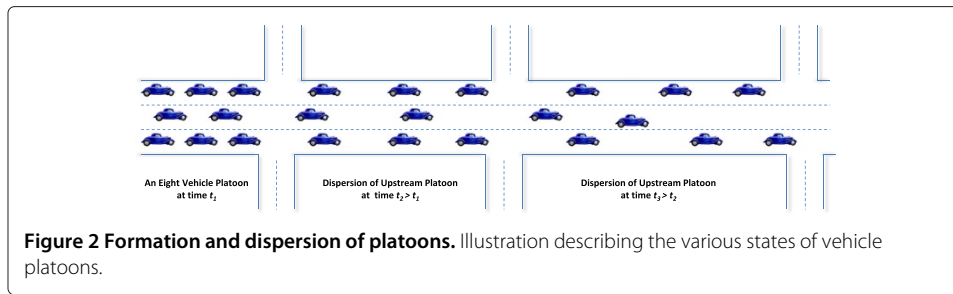 An Eight Vehicle Platoon
at time t₁
Dispersion of Upstream Platoon
at time t₂ > t₁
Dispersion of Upstream Platoon
at time t₃ > t₂
Figure 2 Formation and dispersion of platoons. Illustration describing the various states of vehicle
platoons.